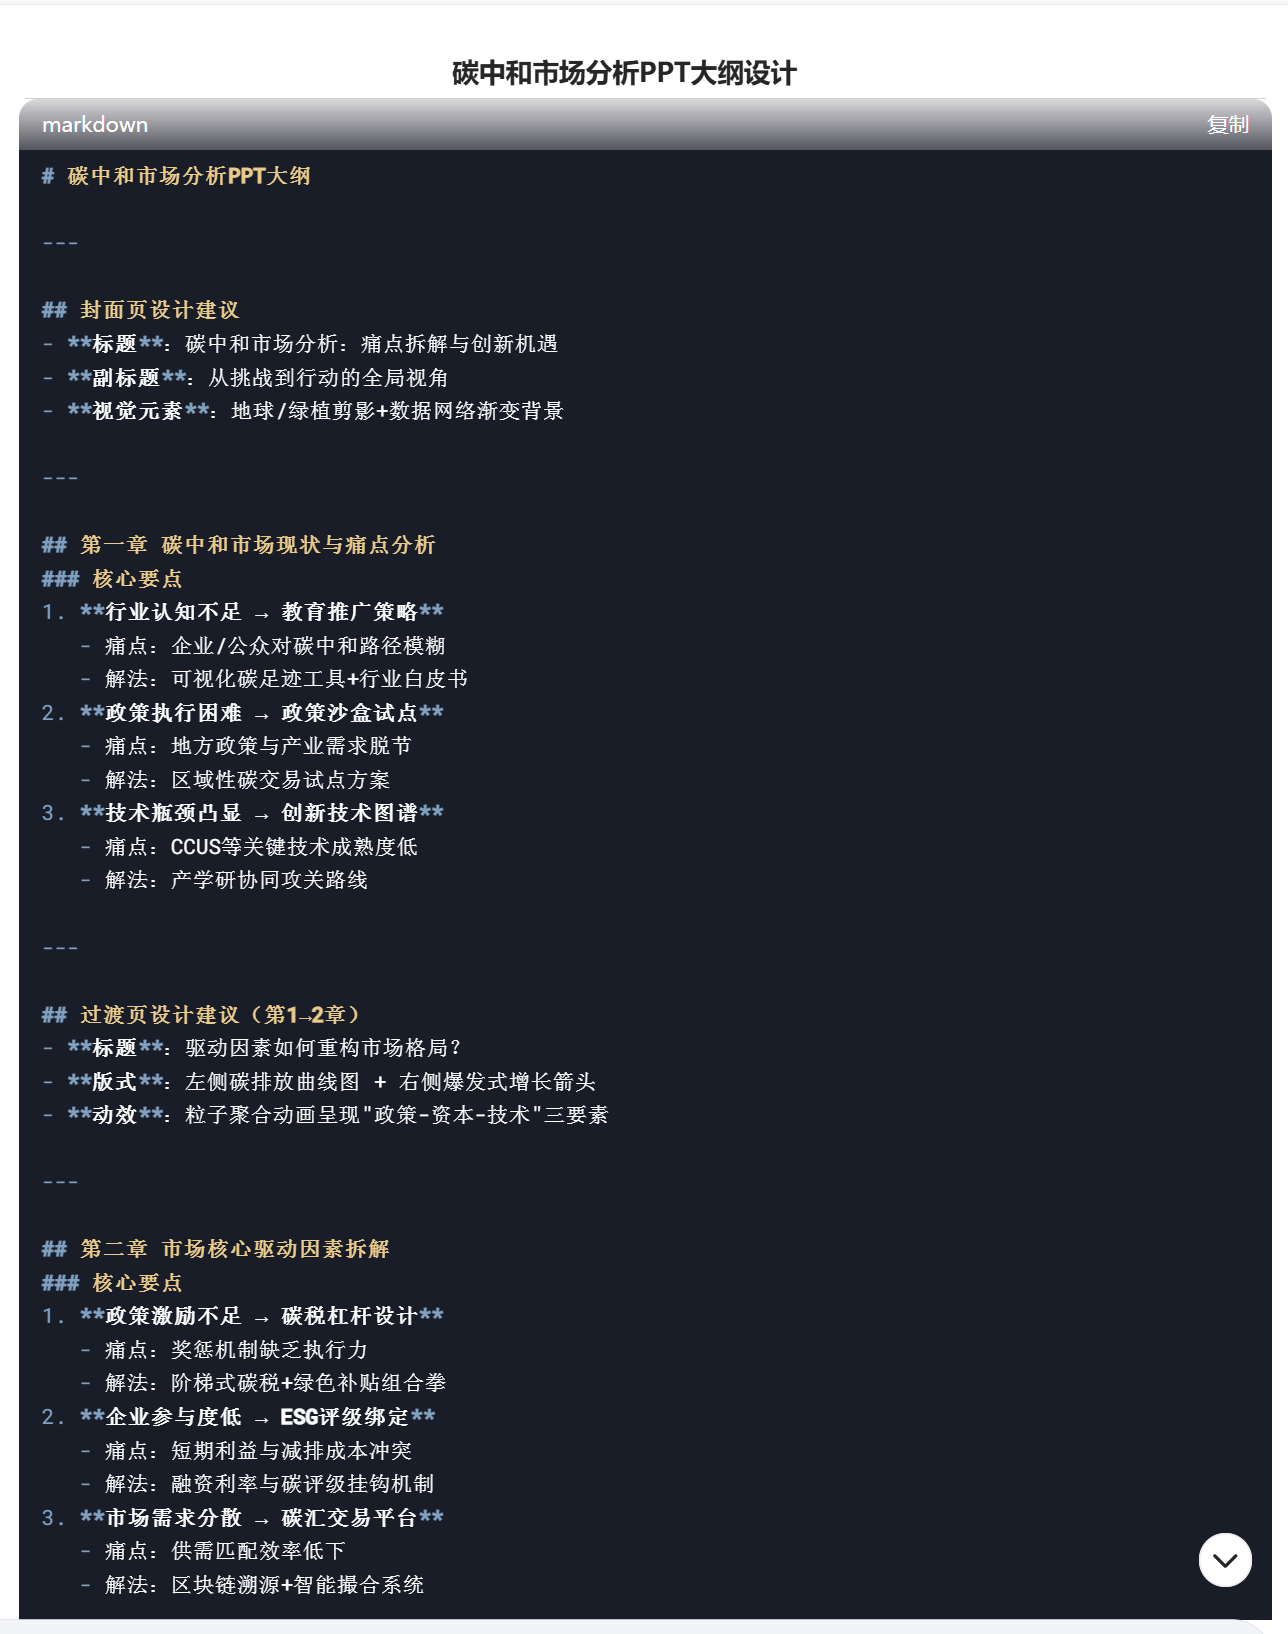 碳中和市场分析PPT大纲设计
markdown
复制
# 碳中和市场分析PPT大纲
---
## 封面页设计建议
- **标题**: 碳中和市场分析: 痛点拆解与创新机遇
- **副标题**: 从挑战到行动的全局视角
- **视觉元素**: 地球/绿植剪影+数据网络渐变背景
---
## 第一章 碳中和市场现状与痛点分析
### 核心要点
1. **行业认知不足 → 教育推广策略**
- 痛点: 企业/公众对碳中和路径模糊
- 解法: 可视化碳足迹工具+行业白皮书
2. **政策执行困难 → 政策沙盒试点**
- 痛点: 地方政策与产业需求脱节
- 解法: 区域性碳交易试点方案
3. **技术瓶颈凸显 → 创新技术图谱**
- 痛点: CCUS等关键技术成熟度低
- 解法: 产学研协同攻关路线
---
## 过渡页设计建议（第1→2章）
- **标题**: 驱动因素如何重构市场格局?
- **版式**: 左侧碳排放曲线图 + 右侧爆发式增长箭头
- **动效**: 粒子聚合动画呈现"政策-资本-技术"三要素
---
## 第二章 市场核心驱动因素拆解
### 核心要点
1. **政策激励不足 → 碳税杠杆设计**
- 痛点: 奖惩机制缺乏执行力
- 解法: 阶梯式碳税+绿色补贴组合拳
2. **企业参与度低 → ESG评级绑定**
- 痛点: 短期利益与减排成本冲突
- 解法: 融资利率与碳评级挂钩机制
3. **市场需求分散 → 碳汇交易平台**
- 痛点: 供需匹配效率低下
- 解法: 区块链溯源+智能撮合系统